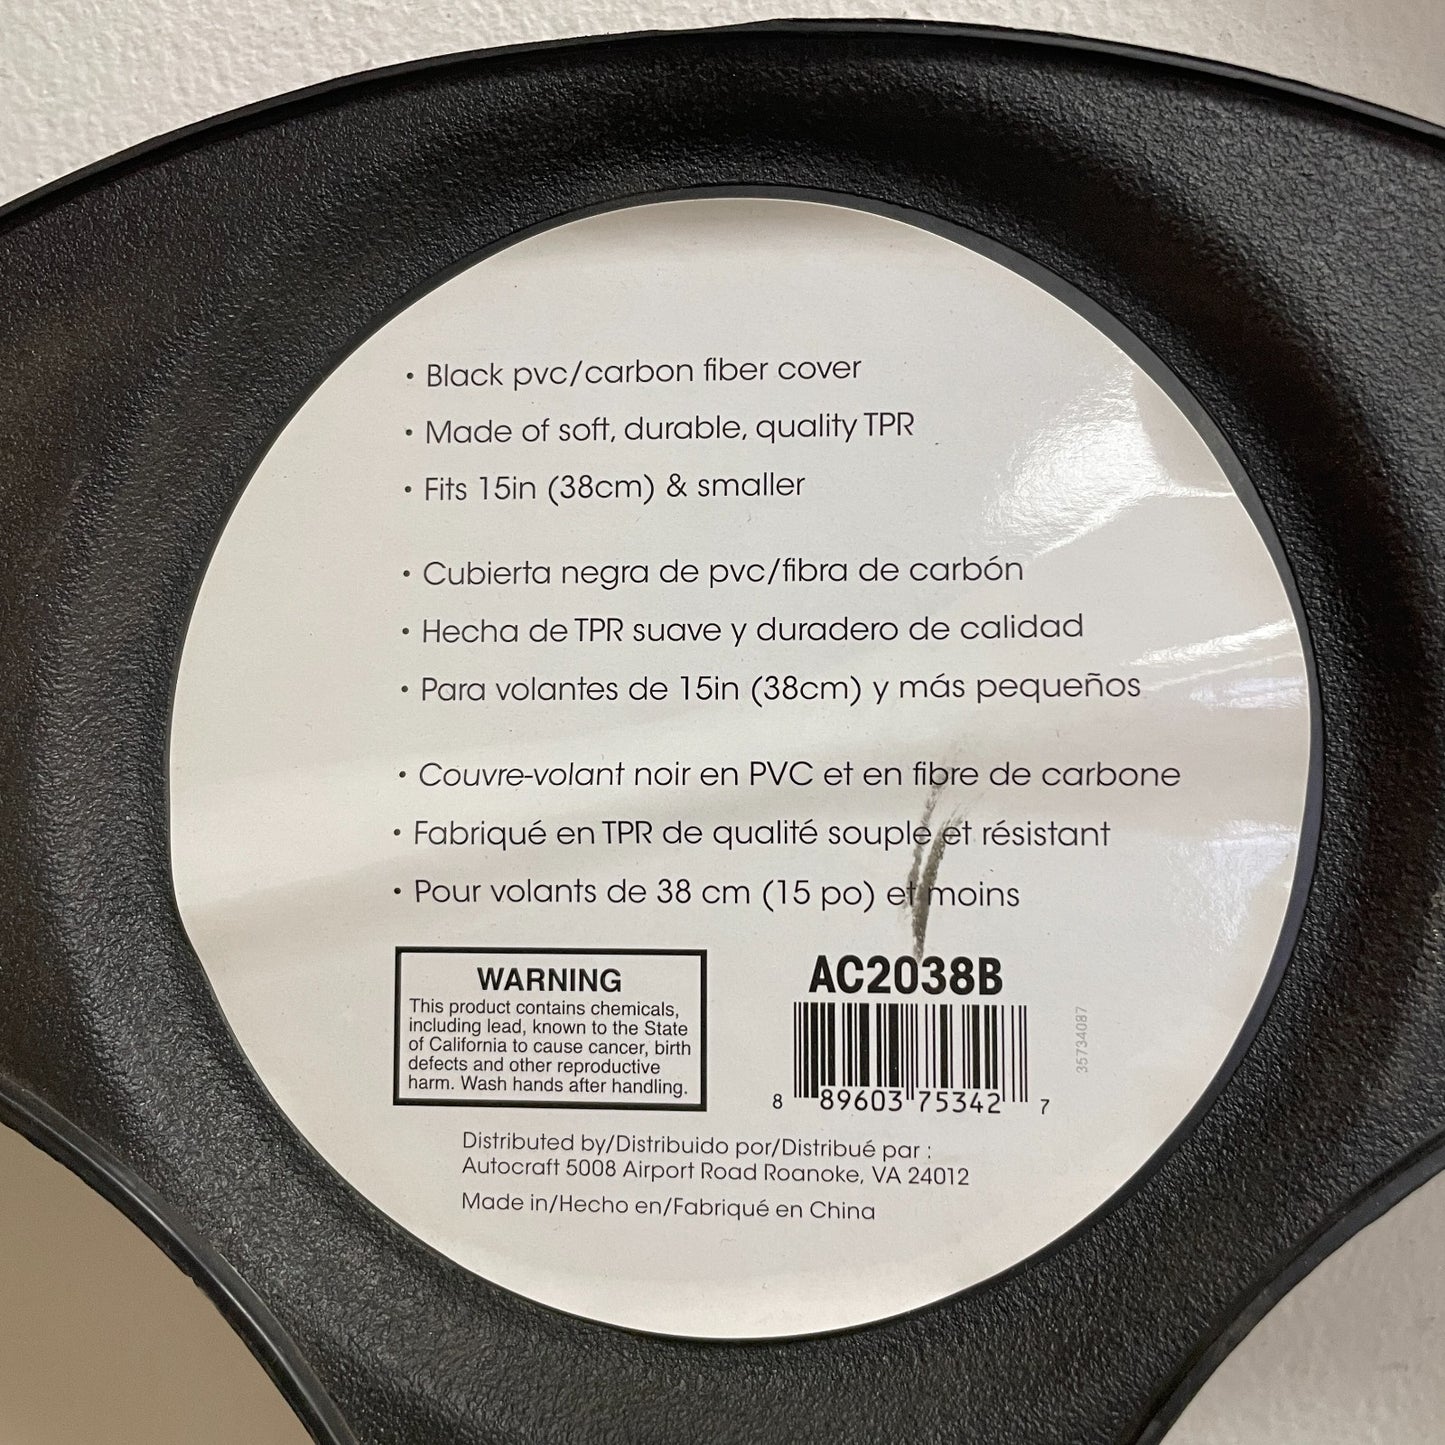 • Black pvc/carbon fiber cover
• Made of soft, durable, quality TPR
• Fits 15in (38cm) & smaller
• Cubierta negra de pvc/fibra de carbón
• Hecha de TPR suave y duradero de calidad
• Para volantes de 15in (38cm) y más pequeños
• Couvre-volant noir en PVC et en fibre de carbone
• Fabriqué en TPR de qualité souple et résistant
• Pour volants de 38 cm (15 po) et moins
WARNING
This product contains chemicals,
including lead, known to the State
of California to cause cancer, birth
defects and other reproductive
harm. Wash hands after handling.
AC2038B
8 89603 75342 7
35734087
Distributed by/Distribuido por/Distribué par :
Autocraft 5008 Airport Road Roanoke, VA 24012
Made in/Hecho en/Fabriqué en China